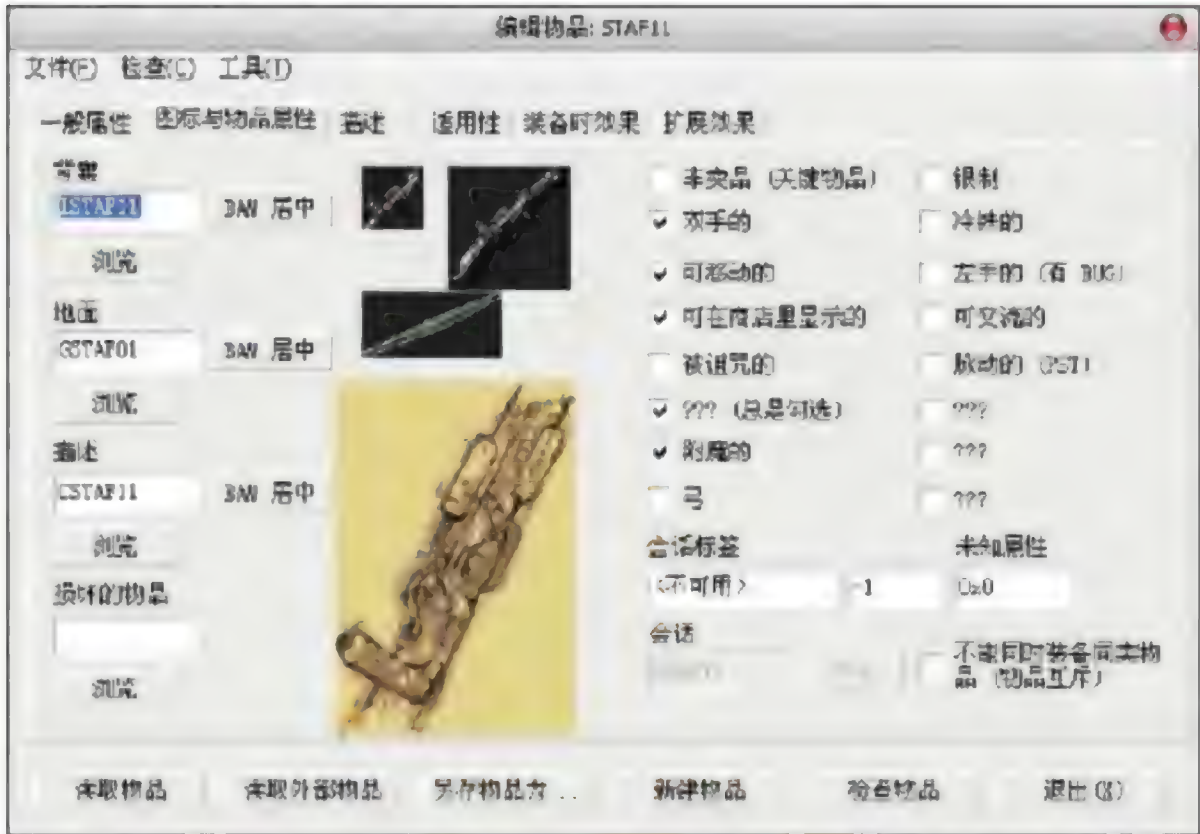 编辑物品: STAF11
文件(F) 检查(C) 工具(T)
一般属性 图标与物品属性 描述 适用性 装备时效果 扩展效果
背囊
ISTAF11
BAM 居中
浏览
地面
GSTAF01
BAM 居中
浏览
描述
CSTAF11
BAM 居中
浏览
损坏的物品
浏览
非卖品 (关键物品) 银制
双手的 冷铁的
可移动的 左手的 (有 BUG)
可在商店里显示的 可交流的
被诅咒的 脉动的 (PST)
??? (总是勾选) ???
附魔的 ???
弓 ???
会话标签 未知属性
<不可用> -1 0x0
会话
不能同时装备同类物
品 (物品互斥)
读取物品 读取外部物品 另存物品为 ... 新建物品 检查物品 退出(X)